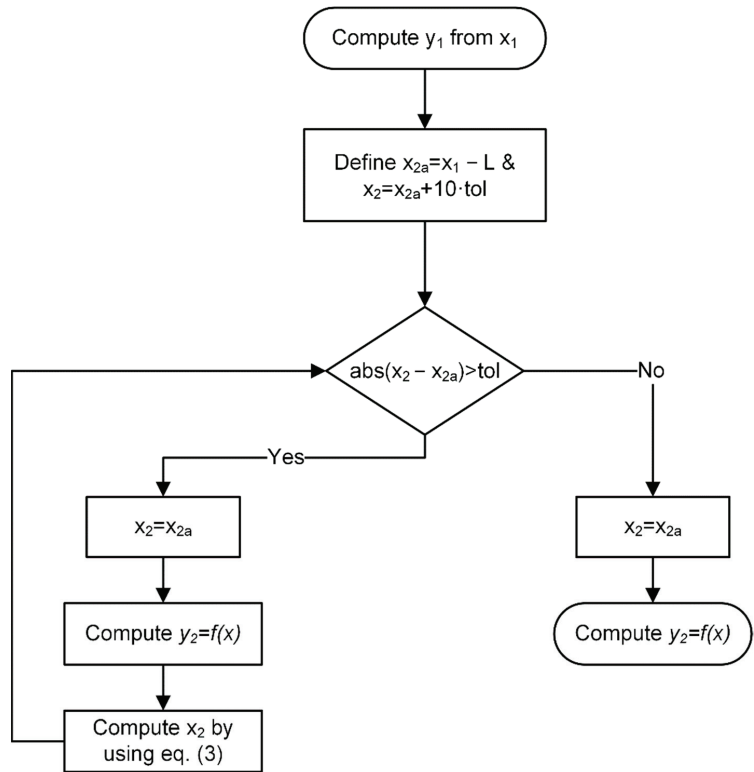 Compute y₁ from x₁
Define x₂ₐ=x₁ − L &
x₂=x₂ₐ+10·tol
abs(x₂ − x₂ₐ)>tol
No
Yes
x₂=x₂ₐ
x₂=x₂ₐ
Compute y₂=f(x)
Compute y₂=f(x)
Compute x₂ by
using eq. (3)